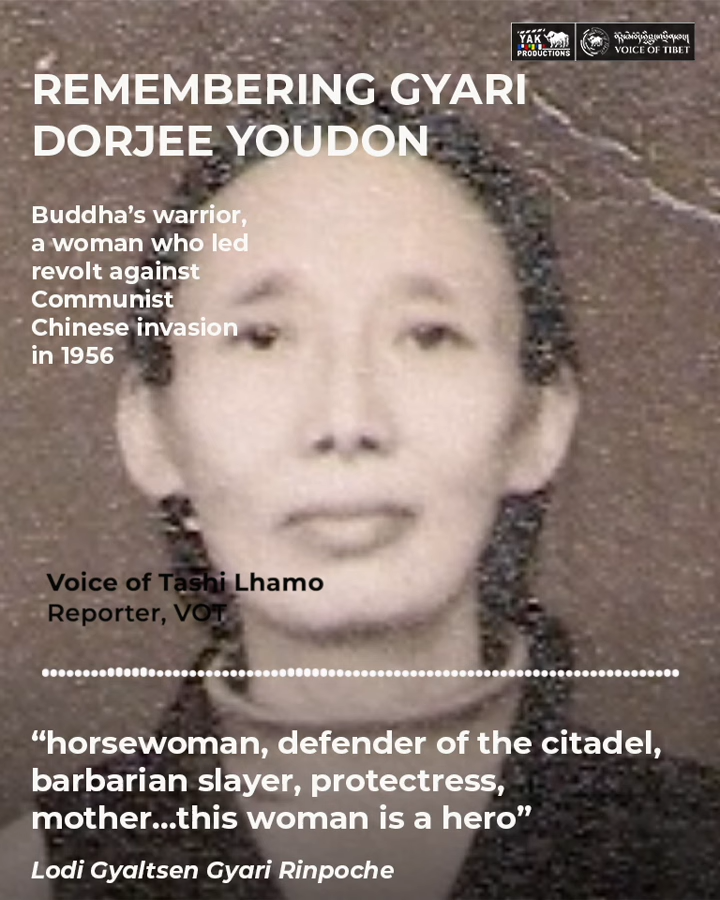 YAK
PRODUCTIONS
VOICE OF TIBET
REMEMBERING GYARI
DORJEE YOUDON
Buddha’s warrior,
a woman who led
revolt against
Communist
Chinese invasion
in 1956
Voice of Tashi Lhamo
Reporter, VOT
“horsewoman, defender of the citadel,
barbarian slayer, protectress,
mother...this woman is a hero”
Lodi Gyaltsen Gyari Rinpoche